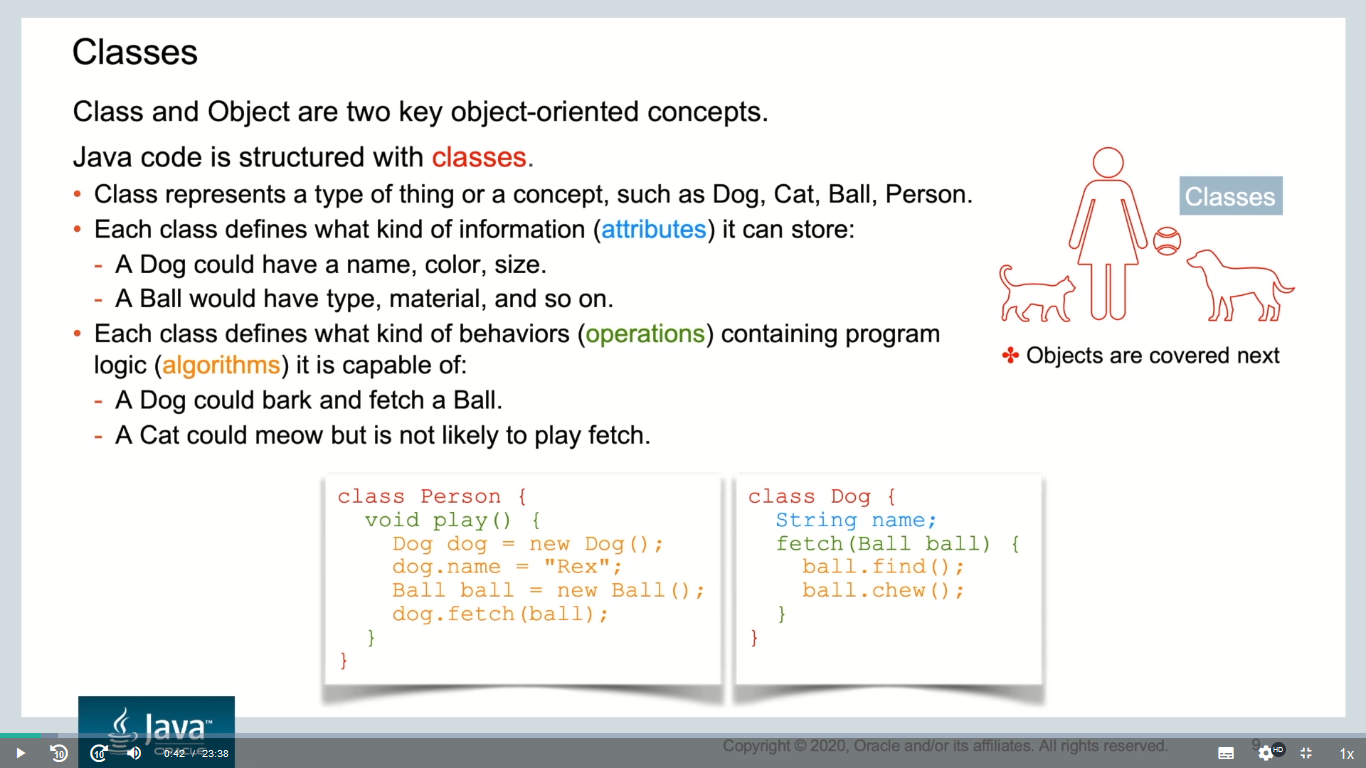 Classes
Class and Object are two key object-oriented concepts.
Java code is structured with classes.
• Class represents a type of thing or a concept, such as Dog, Cat, Ball, Person.
• Each class defines what kind of information (attributes) it can store:
- A Dog could have a name, color, size.
- A Ball would have type, material, and so on.
• Each class defines what kind of behaviors (operations) containing program
logic (algorithms) it is capable of:
- A Dog could bark and fetch a Ball.
- A Cat could meow but is not likely to play fetch.
Classes
✤ Objects are covered next
class Person {
  void play() {
    Dog dog = new Dog();
    dog.name = "Rex";
    Ball ball = new Ball();
    dog.fetch(ball);
  }
}
class Dog {
  String name;
  fetch(Ball ball) {
    ball.find();
    ball.chew();
  }
}
Java™
ORACLE
Copyright © 2020, Oracle and/or its affiliates. All rights reserved.
9
10
10
0:42 / 23:38
HD
1x